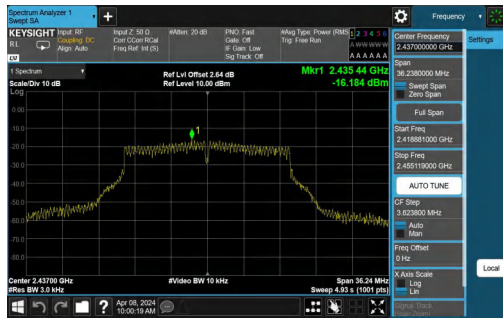 Spectrum Analyzer 1
Swept SA
Frequency
KEYSIGHT
Input: RF
Coupling: DC
Align: Auto
Input Z: 50 Ω
Corr CCorr RCal
Freq Ref: Int (S)
#Atten: 20 dB
PNO: Fast
Gate: Off
IF Gain: Low
Sig Track: Off
#Avg Type: Power (RMS)
Trig: Free Run
1 2 3 4 5 6
A W W W W W
A A A A A A
RL
LXI
1 Spectrum
Scale/Div 10 dB
Log
Ref Lvl Offset 2.64 dB
Ref Level 10.00 dBm
Mkr1 2.435 44 GHz
-16.184 dBm
1
0.00
-10.0
-20.0
-30.0
-40.0
-50.0
-60.0
-70.0
-80.0
Center 2.43700 GHz
#Res BW 3.0 kHz
#Video BW 10 kHz
Span 36.24 MHz
Sweep 4.93 s (1001 pts)
Apr 08, 2024
10:00:19 AM
Center Frequency
2.437000000 GHz
Settings
Span
36.2380000 MHz
Swept Span
Zero Span
Full Span
Start Freq
2.418881000 GHz
Stop Freq
2.455119000 GHz
AUTO TUNE
CF Step
3.623800 MHz
Auto
Man
Freq Offset
0 Hz
X Axis Scale
Log
Lin
Local
Signal Track